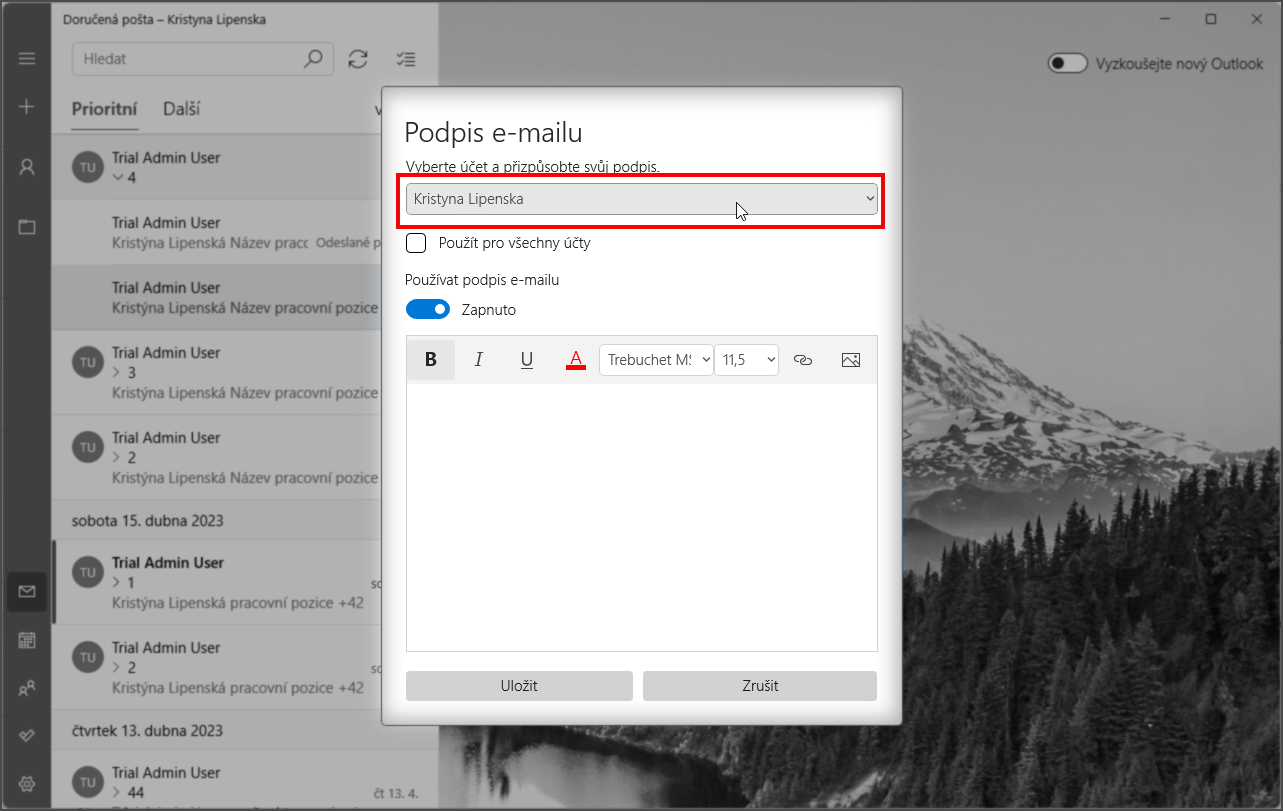 Doručená pošta – Kristyna Lipenska
Hledat
Vyzkoušejte nový Outlook
Prioritní Další
Trial Admin User
TU
4
Trial Admin User
Kristýna Lipenská Název prac Odeslané p
Trial Admin User
Kristýna Lipenská Název pracovní pozice
Trial Admin User
TU
3
Kristýna Lipenská Název pracovní pozice
Trial Admin User
TU
2
Kristýna Lipenská Název pracovní pozice
sobota 15. dubna 2023
Trial Admin User
TU
1
Kristýna Lipenská pracovní pozice +42
Trial Admin User
TU
2
Kristýna Lipenská pracovní pozice +42
čtvrtek 13. dubna 2023
Trial Admin User
TU
44 čt 13. 4.
Podpis e-mailu
Vyberte účet a přizpůsobte svůj podpis.
Kristyna Lipenska
Použít pro všechny účty
Používat podpis e-mailu
Zapnuto
B I U A Trebuchet MS 11,5
Uložit Zrušit